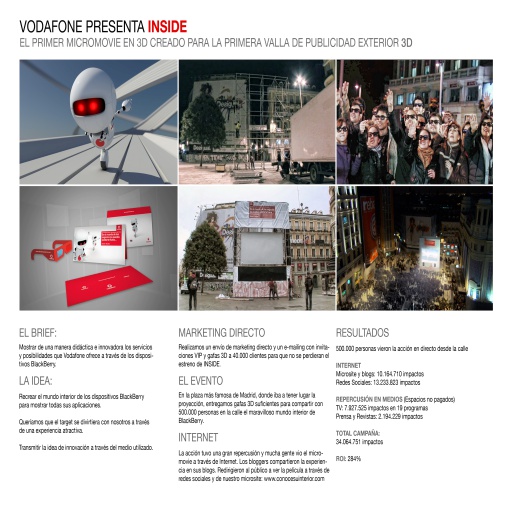 VODAFONE PRESENTA INSIDE
EL PRIMER MICROMOVIE EN 3D CREADO PARA LA PRIMERA VALLA DE PUBLICIDAD EXTERIOR 3D
EL BRIEF:
Mostrar de una manera didáctica e innovadora los servicios
y posibilidades que Vodafone ofrece a través de los disposi-
tivos BlackBerry.
LA IDEA:
Recrear el mundo interior de los dispositivos BlackBerry
para mostrar todas sus aplicaciones.
Queríamos que el target se divirtiera con nosotros a través
de una experiencia atractiva.
Transmitir la idea de innovación a través del medio utilizado.
MARKETING DIRECTO
Realizamos un envío de marketing directo y un e-mailing con invita-
ciones VIP y gafas 3D a 40.000 clientes para que no se perdieran el
estreno de INSIDE.
EL EVENTO
En la plaza más famosa de Madrid, donde iba a tener lugar la
proyección, entregamos gafas 3D suficientes para compartir con
500.000 personas en la calle el maravilloso mundo interior de
BlackBerry.
INTERNET
La acción tuvo una gran repercusión y mucha gente vio el micro-
movie a través de Internet. Los bloggers compartieron la experien-
cia en sus blogs. Redirigieron al público a ver la película a través de
redes sociales y de nuestro microsite: www.conoceuinterior.com
RESULTADOS
500.000 personas vieron la acción en directo desde la calle
INTERNET
Microsite y blogs: 10.164.710 impactos
Redes Sociales: 13.233.823 impactos
REPERCUSIÓN EN MEDIOS (Espacios no pagados)
TV: 7.927.525 impactos en 19 programas
Prensa y Revistas: 2.194.229 impactos
TOTAL CAMPAÑA:
34.064.751 impactos
ROI: 284%